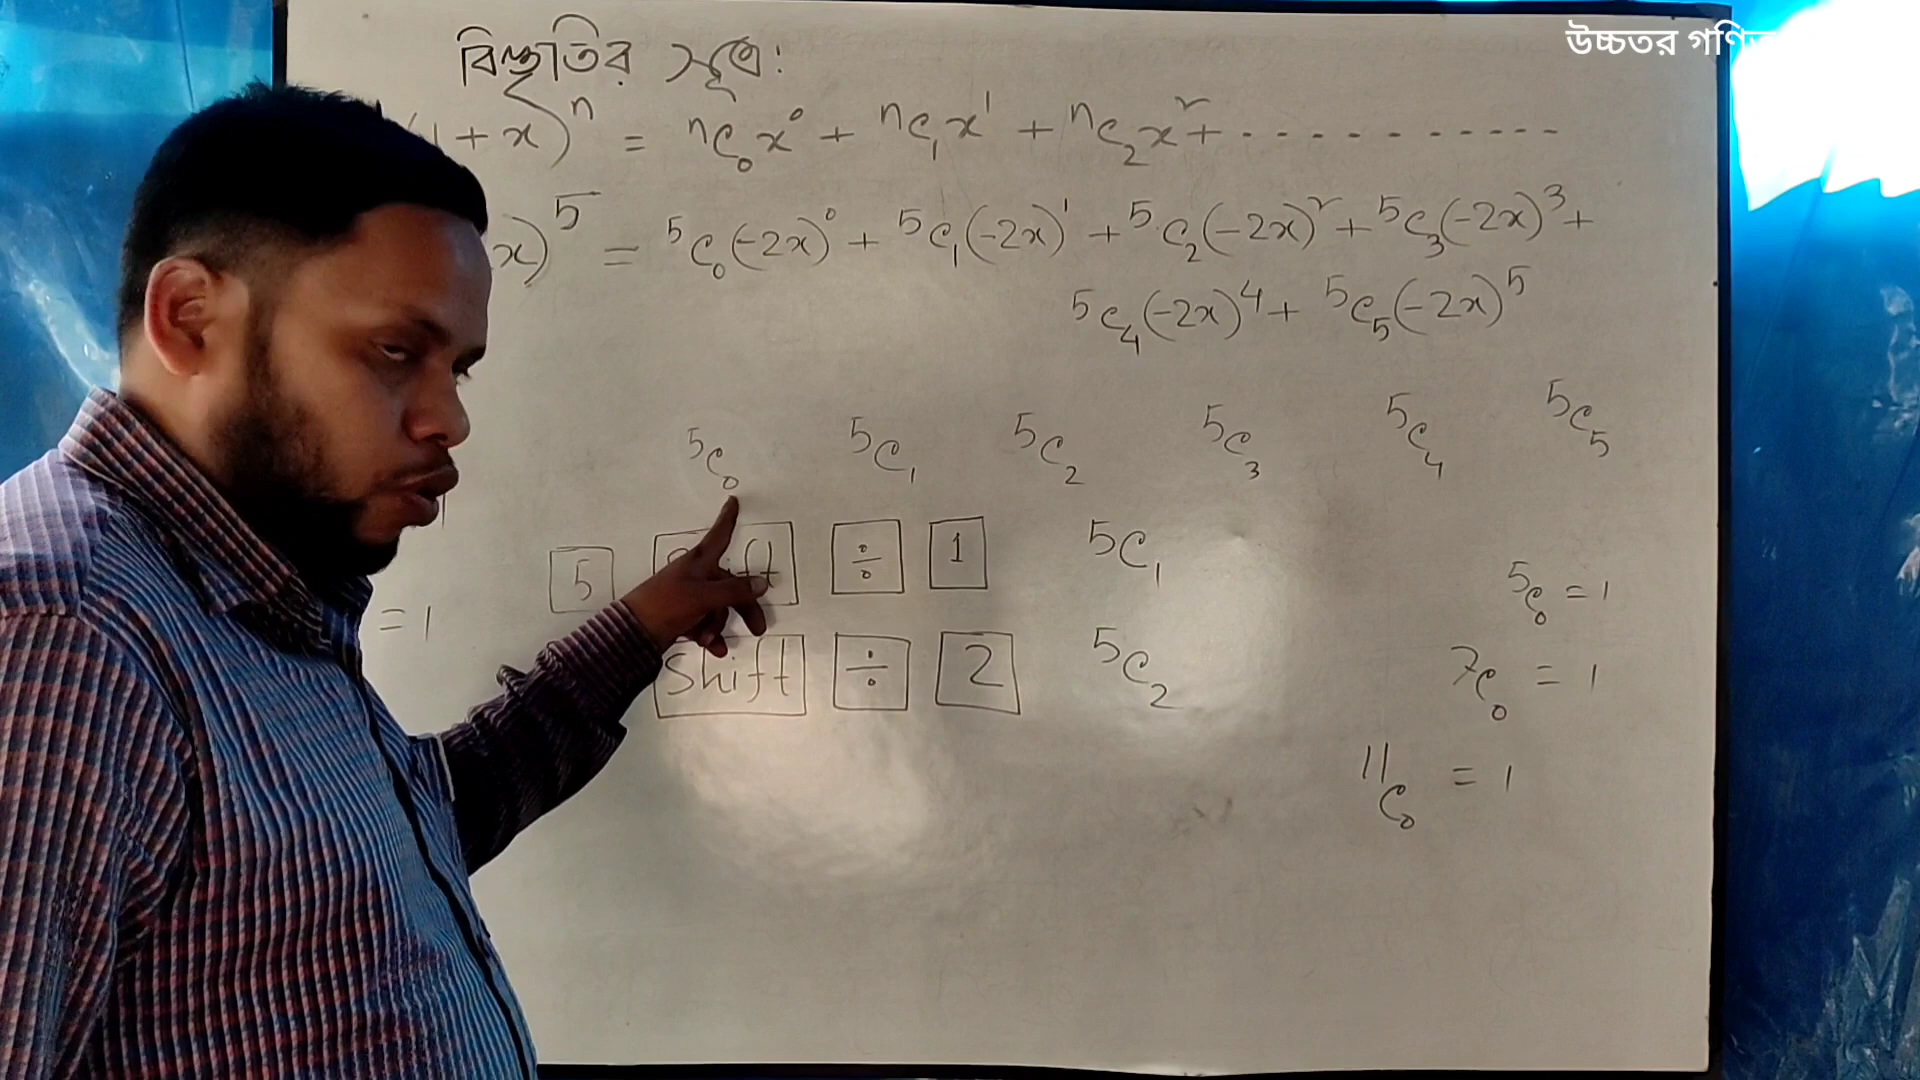 উচ্চতর গণিত
বিস্তৃতির সূত্র:
1 + x)ⁿ = ⁿC₀x⁰ + ⁿC₁x¹ + ⁿC₂x² + - - - - - - - - - - -
x)⁵ = ⁵C₀(-2x)⁰ + ⁵C₁(-2x)¹ + ⁵C₂(-2x)² + ⁵C₃(-2x)³ +
⁵C₄(-2x)⁴ + ⁵C₅(-2x)⁵
⁵C₀ ⁵C₁ ⁵C₂ ⁵C₃ ⁵C₄ ⁵C₅
5 Shift ÷ 1 ⁵C₁
= 1
Shift ÷ 2 ⁵C₂
⁵C₀ = 1
⁷C₀ = 1
¹¹C₀ = 1